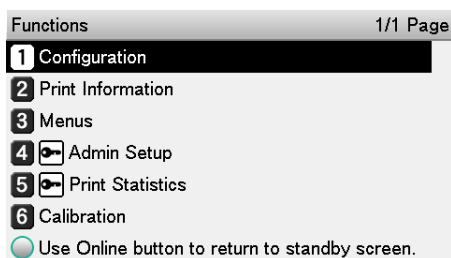 Functions 1/1 Page
1 Configuration
2 Print Information
3 Menus
4 Admin Setup
5 Print Statistics
6 Calibration
Use Online button to return to standby screen.